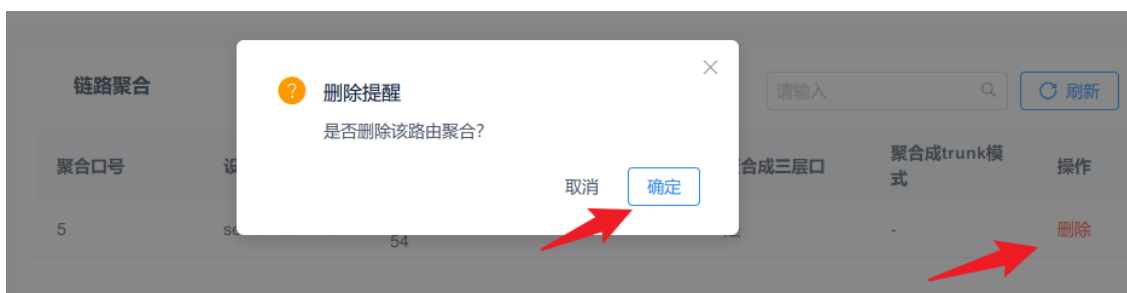 链路聚合
删除提醒
请输入
刷新
是否删除该路由聚合？
聚合口号
合成三层口
聚合成trunk模
式
操作
取消
确定
5
54
-
删除